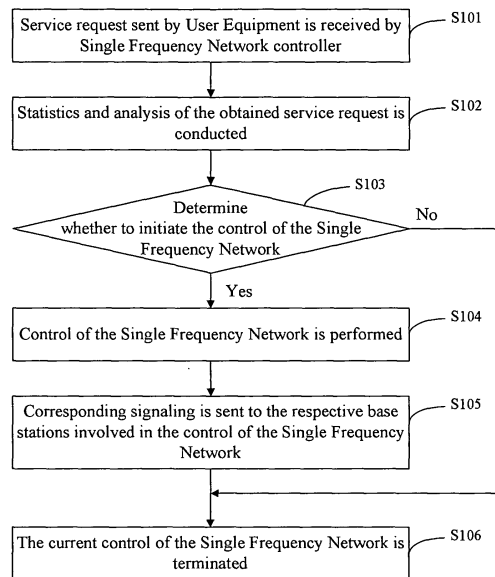 Service request sent by User Equipment is received by
Single Frequency Network controller
S101
Statistics and analysis of the obtained service request is
conducted
S102
S103
Determine
whether to initiate the control of the Single
Frequency Network
No
Yes
Control of the Single Frequency Network is performed
S104
Corresponding signaling is sent to the respective base
stations involved in the control of the Single Frequency
Network
S105
The current control of the Single Frequency Network is
terminated
S106